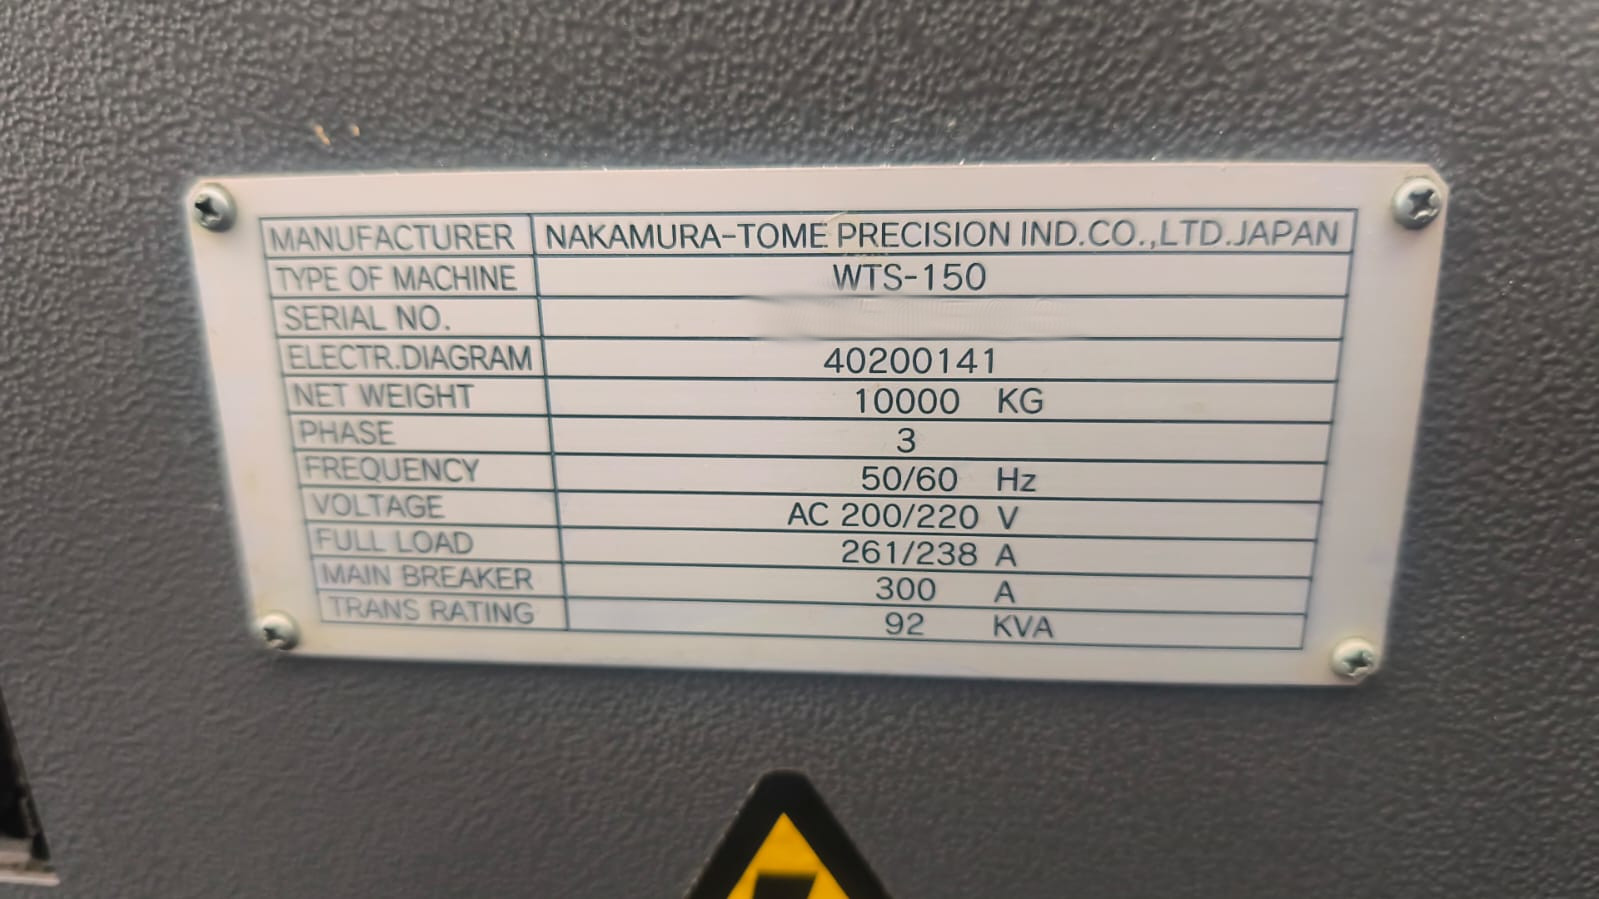 MANUFACTURER NAKAMURA-TOME PRECISION IND.CO.,LTD.JAPAN
TYPE OF MACHINE WTS-150
SERIAL NO.
ELECTR.DIAGRAM 40200141
NET WEIGHT 10000 KG
PHASE 3
FREQUENCY 50/60 Hz
VOLTAGE AC 200/220 V
FULL LOAD 261/238 A
MAIN BREAKER 300 A
TRANS RATING 92 KVA